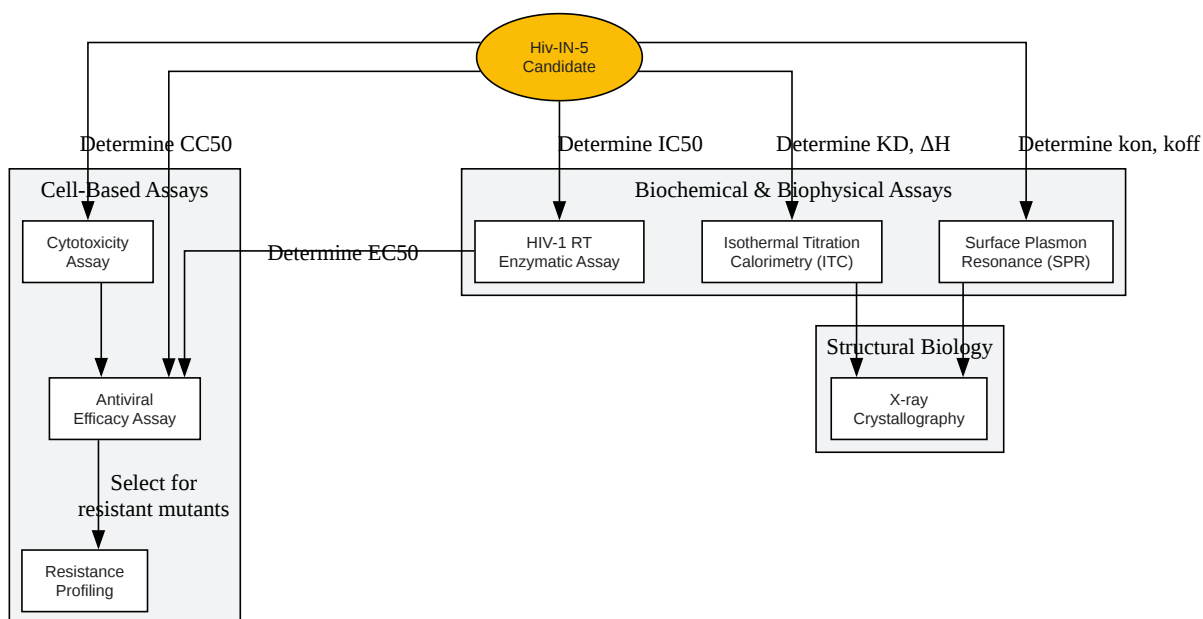 Hiv-IN-5
Candidate
Determine CC50
Determine IC50
Determine KD, ΔH
Determine kon, koff
Cell-Based Assays
Biochemical & Biophysical Assays
Cytotoxicity
Assay
Determine EC50
HIV-1 RT
Enzymatic Assay
Isothermal Titration
Calorimetry (ITC)
Surface Plasmon
Resonance (SPR)
Structural Biology
Antiviral
Efficacy Assay
X-ray
Crystallography
Select for
resistant mutants
Resistance
Profiling